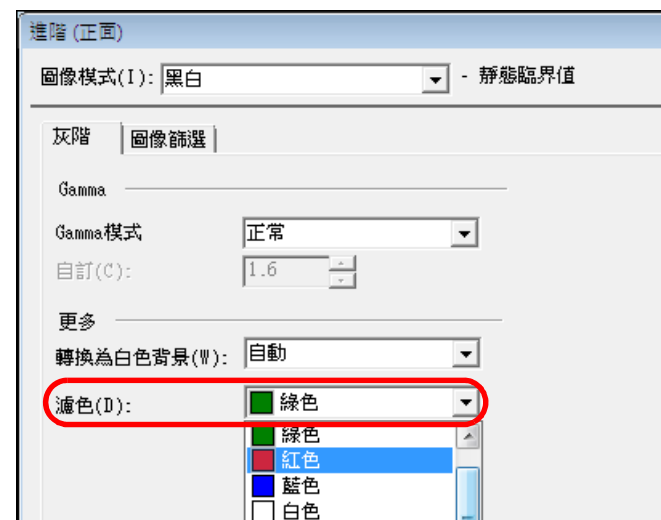 進階 (正面)
圖像模式(I): 黑白 - 靜態臨界值
灰階 圖像篩選
Gamma
Gamma模式 正常
自訂(C): 1.6
更多
轉換為白色背景(W): 自動
濾色(D): 綠色
綠色
紅色
藍色
白色